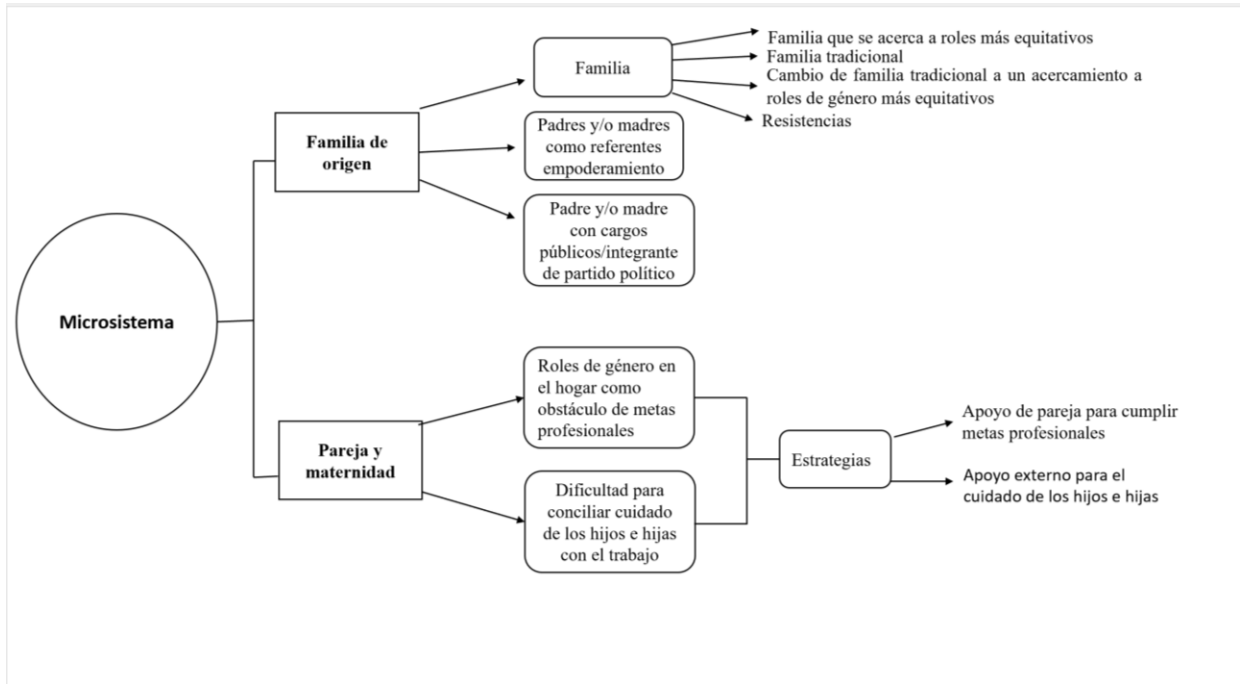 Microsistema
Familia de
origen
Familia
Familia que se acerca a roles más equitativos
Familia tradicional
Cambio de familia tradicional a un acercamiento a
roles de género más equitativos
Resistencias
Padres y/o madres
como referentes
empoderamiento
Padre y/o madre
con cargos
públicos/integrante
de partido político
Pareja y
maternidad
Roles de género en
el hogar como
obstáculo de metas
profesionales
Dificultad para
conciliar cuidado
de los hijos e hijas
con el trabajo
Estrategias
Apoyo de pareja para cumplir
metas profesionales
Apoyo externo para el
cuidado de los hijos e hijas